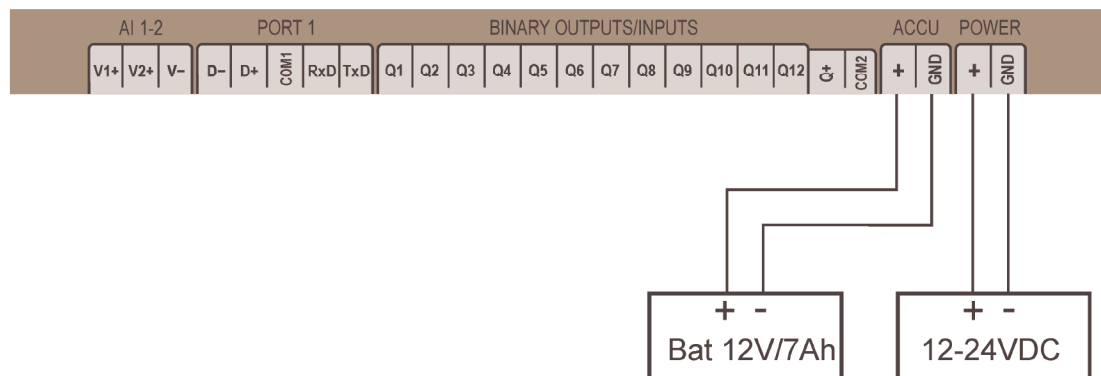 AI 1-2 PORT 1 BINARY OUTPUTS/INPUTS ACCU POWER
V1+ V2+ V− D− D+ COM1 RxD TxD Q1 Q2 Q3 Q4 Q5 Q6 Q7 Q8 Q9 Q10 Q11 Q12 Q+ COM2 + GND + GND
+ - + -
Bat 12V/7Ah 12-24VDC